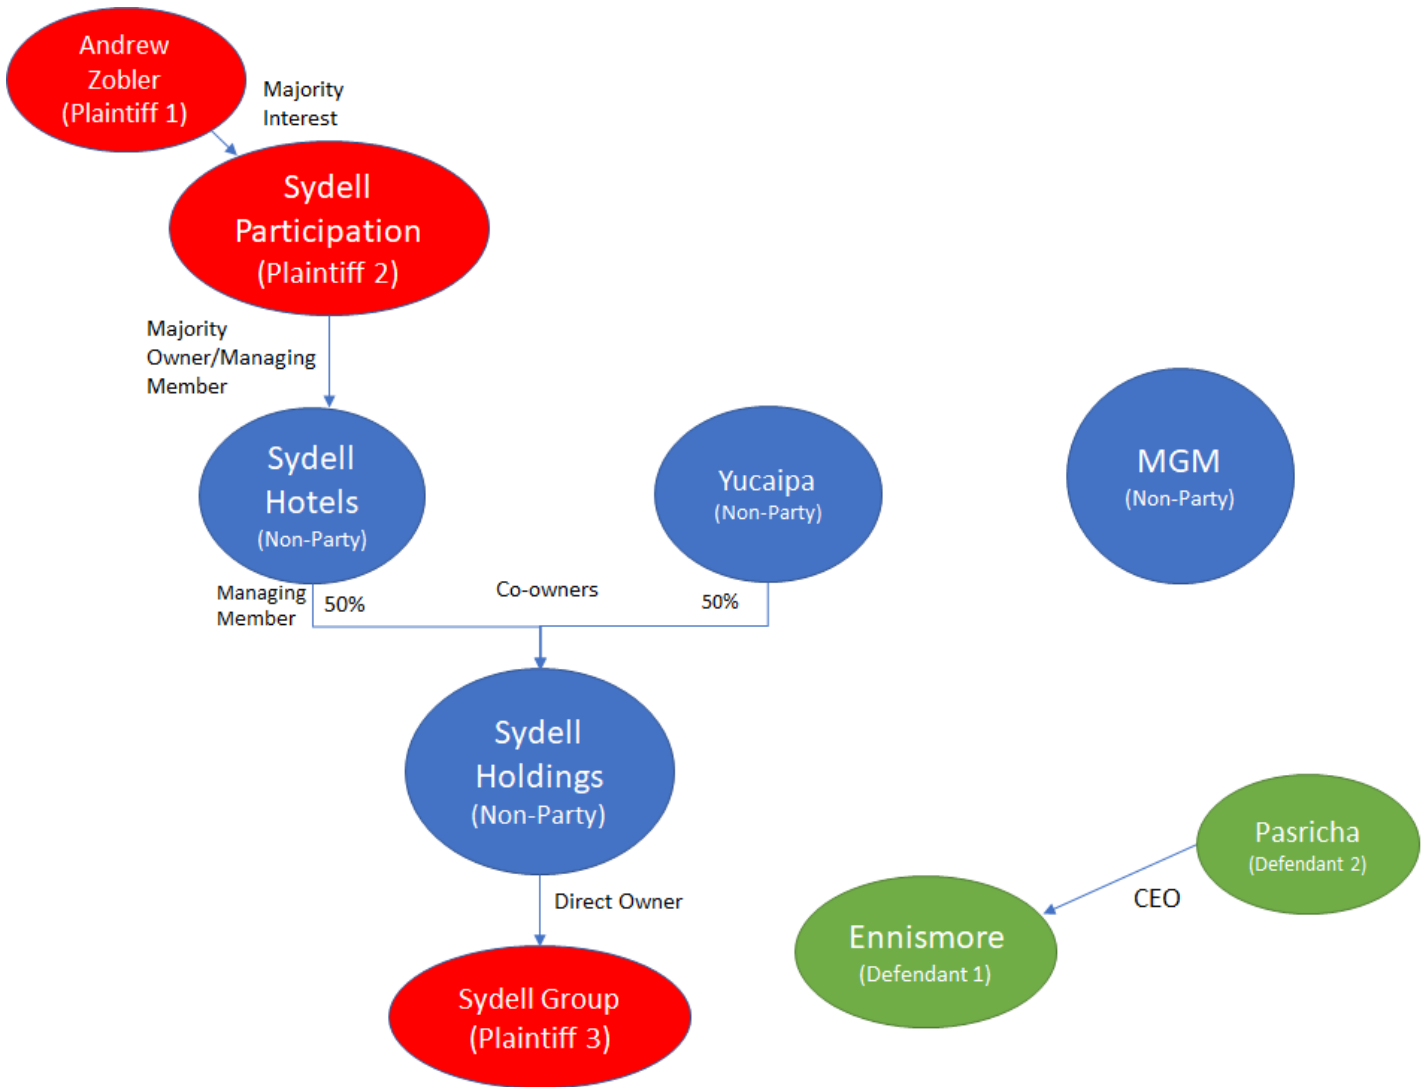 Andrew
Zobler
(Plaintiff 1)
Majority
Interest
Sydell
Participation
(Plaintiff 2)
Majority
Owner/Managing
Member
Sydell
Hotels
(Non-Party)
Yucaipa
(Non-Party)
MGM
(Non-Party)
Managing
Member
50%
Co-owners
50%
Sydell
Holdings
(Non-Party)
Pasricha
(Defendant 2)
CEO
Direct Owner
Ennismore
(Defendant 1)
Sydell Group
(Plaintiff 3)